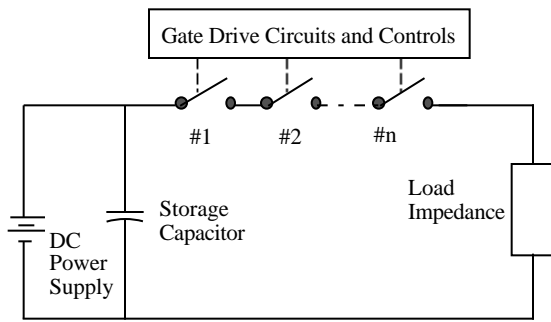 Gate Drive Circuits and Controls
#1
#2
#n
Storage
Capacitor
Load
Impedance
DC
Power
Supply